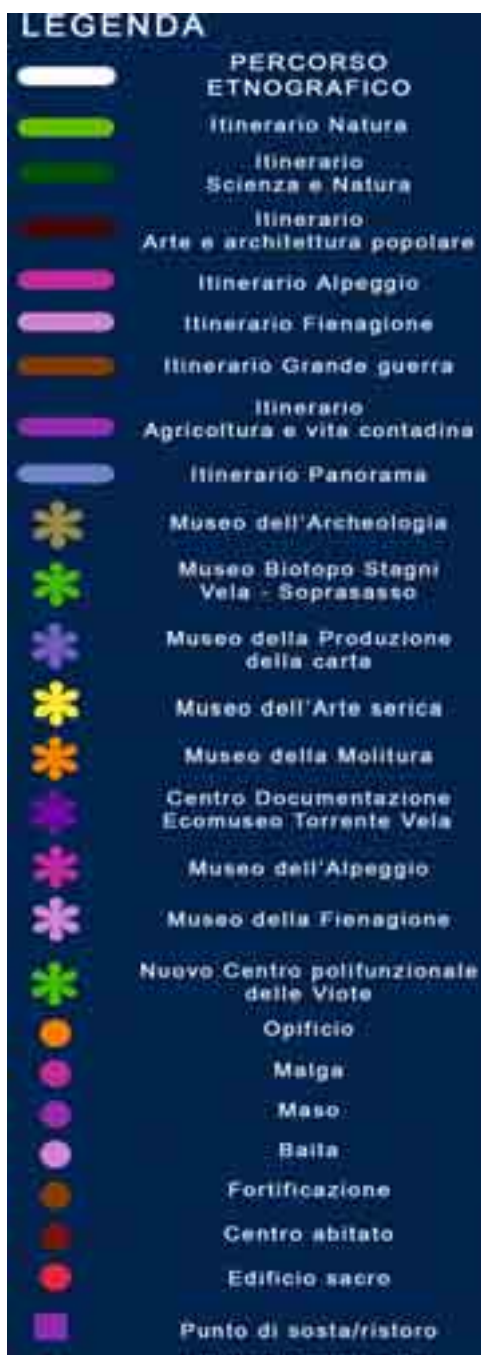 LEGENDA
PERCORSO
ETNOGRAFICO
Itinerario Natura
Itinerario
Scienza e Natura
Itinerario
Arte e architettura popolare
Itinerario Alpeggio
Itinerario Fienagione
Itinerario Grande guerra
Itinerario
Agricoltura e vita contadina
Itinerario Panorama
Museo dell'Archeologia
Museo Biotopo Stagni
Vela - Soprasasso
Museo della Produzione
della carta
Museo dell'Arte serica
Museo della Molitura
Centro Documentazione
Ecomuseo Torrente Vela
Museo dell'Alpeggio
Museo della Fienagione
Nuovo Centro polifunzionale
delle Viote
Opificio
Malga
Maso
Baita
Fortificazione
Centro abitato
Edificio sacro
Punto di sosta/ristoro